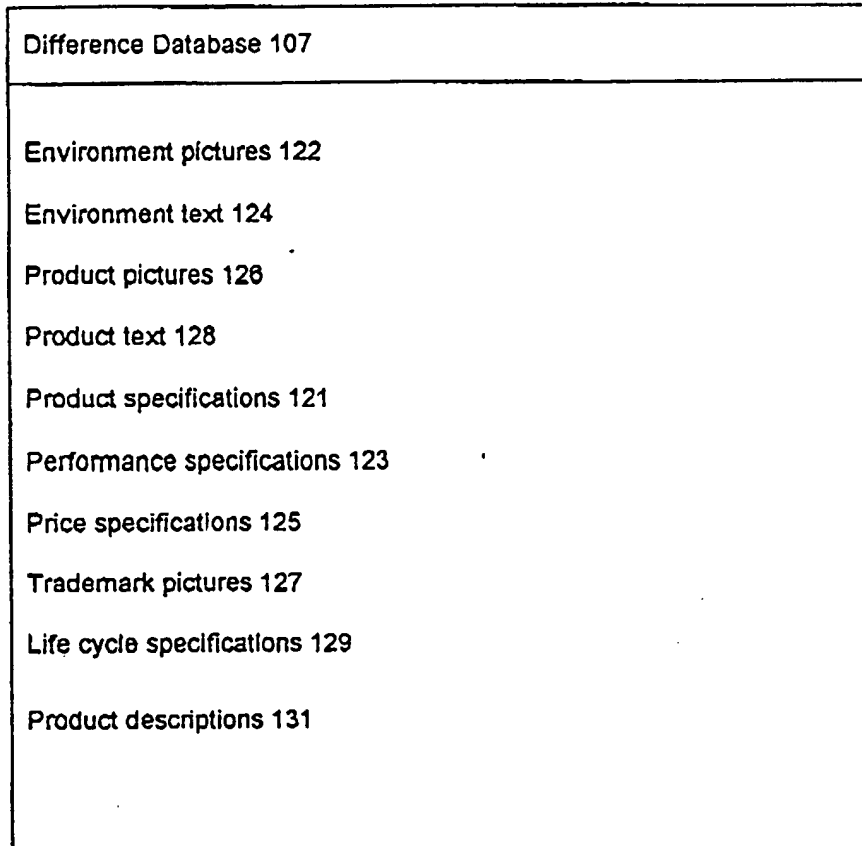 Difference Database 107
Environment pictures 122
Environment text 124
Product pictures 126
Product text 128
Product specifications 121
Performance specifications 123
Price specifications 125
Trademark pictures 127
Life cycle specifications 129
Product descriptions 131